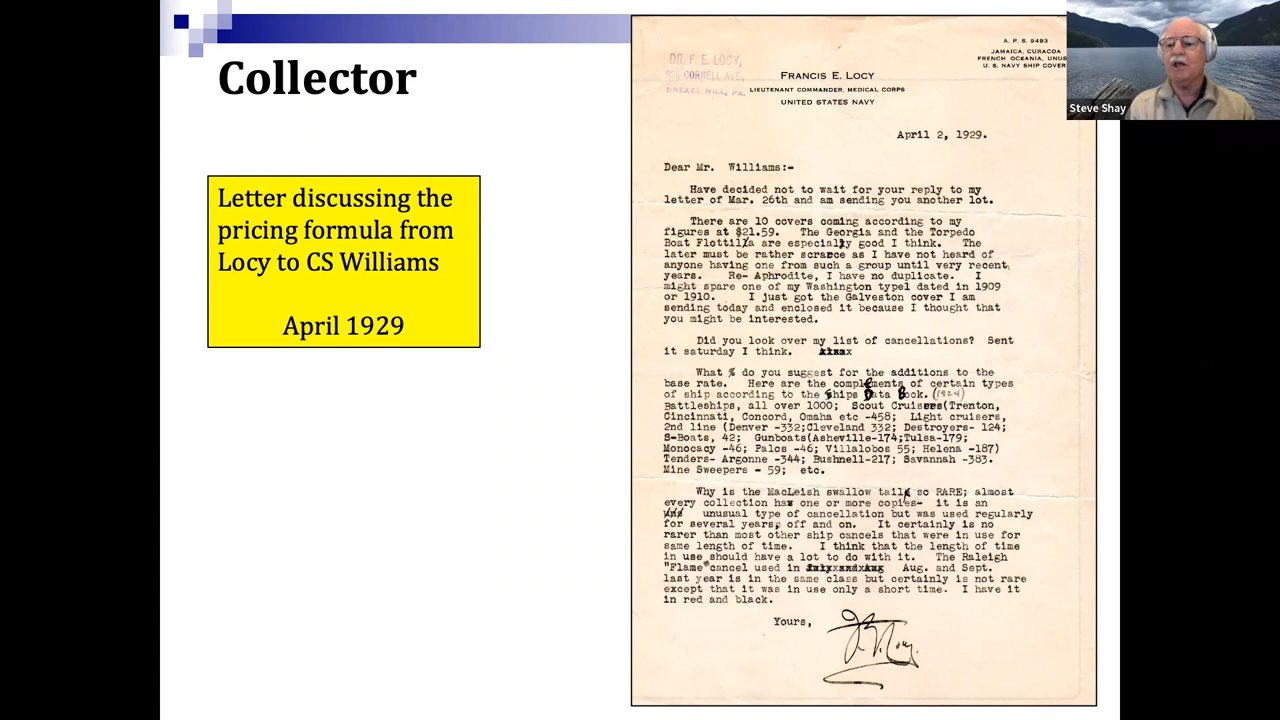 Collector
Letter discussing the
pricing formula from
Locy to CS Williams
April 1929
DR. F. E. LOCY,
936 CORNELL AVE.,
DREXEL HILL, PA.
FRANCIS E. LOCY
LIEUTENANT COMMANDER, MEDICAL CORPS
UNITED STATES NAVY
A. P. S. 9493
JAMAICA, CURACOA
FRENCH OCEANIA, UNUS
U. S. NAVY SHIP COVER
Steve Shay
April 2, 1929.
Dear Mr. Williams:-
Have decided not to wait for your reply to my
letter of Mar. 26th and am sending you another lot.
There are 10 covers coming according to my
figures at $21.59. The Georgia and the Torpedo
Boat Flottilla are especially good I think. The
later must be rather scrarce as I have not heard of
anyone having one from such a group until very recent,
years. Re- Aphrodite, I have no duplicate. I
might spare one of my Washington typel dated in 1909
or 1910. I just got the Galveston cover I am
sending today and enclosed it because I thought that
you might be interested.
Did you look over my list of cancellations? Sent
it saturday I think.
What % do you suggest for the additions to the
base rate. Here are the complements of certain types
of ship according to the Ships Data Book. (1924)
Battleships, all over 1000; Scout Cruisers(Trenton,
Cincinnati, Concord, Omaha etc -458; Light cruisers,
2nd line (Denver -332;Cleveland 332; Destroyers- 124;
S-Boats, 42; Gunboats(Asheville-174;Tulsa-179;
Monocacy -46; Palos -46; Villalobos 55; Helena -187)
Tenders- Argonne -344; Bushnell-217; Savannah -383.
Mine Sweepers - 59; etc.
Why is the MacLeish swallow tail so RARE; almost
every collection has one or more copies- it is an
unusual type of cancellation but was used regularly
for several years, off and on. It certainly is no
rarer than most other ship cancels that were in use for
same length of time. I think that the length of time
in use should have a lot to do with it. The Raleigh
"Flame"cancel used in Aug. and Sept.
last year is in the same class but certainly is not rare
except that it was in use only a short time. I have it
in red and black.
Yours,